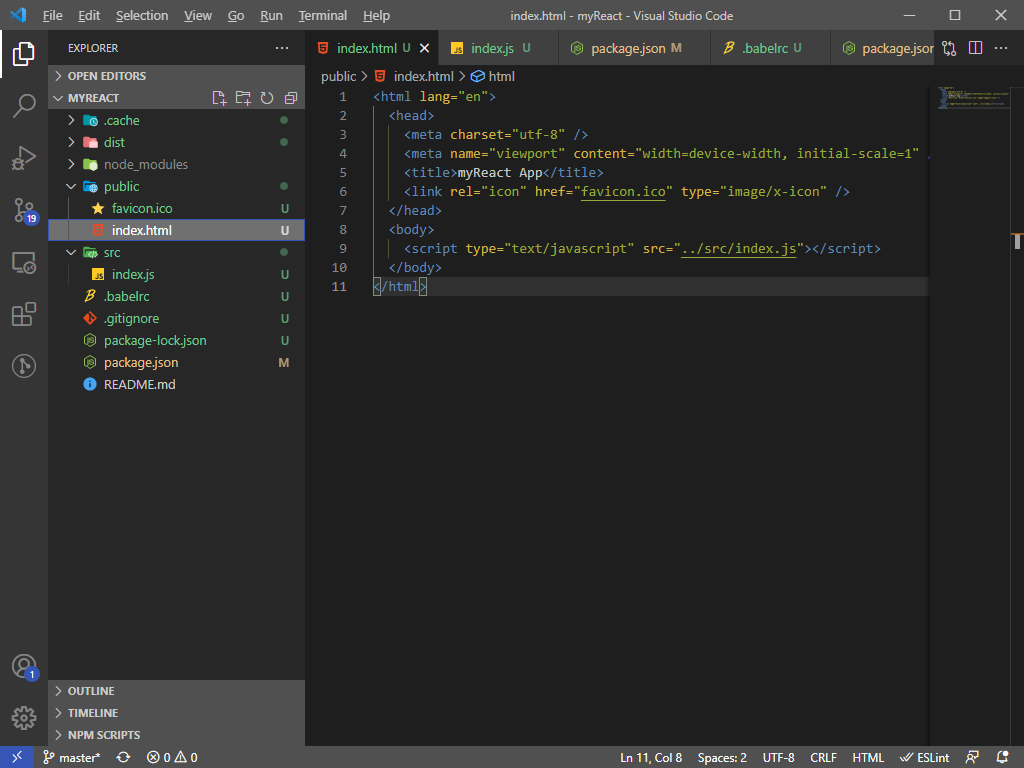 File Edit Selection View Go Run Terminal Help index.html - myReact - Visual Studio Code
EXPLORER
OPEN EDITORS
MYREACT
.cache
dist
node_modules
public
favicon.ico U
index.html U
src
index.js U
.babelrc U
.gitignore U
package-lock.json U
package.json M
README.md
OUTLINE
TIMELINE
NPM SCRIPTS
19
1
index.html U index.js U package.json M .babelrc U package.json
public > index.html > html
1 <html lang="en">
2 <head>
3 <meta charset="utf-8" />
4 <meta name="viewport" content="width=device-width, initial-scale=1" /
5 <title>myReact App</title>
6 <link rel="icon" href="favicon.ico" type="image/x-icon" />
7 </head>
8 <body>
9 <script type="text/javascript" src="../src/index.js"></script>
10 </body>
11 </html>
master* 0 0 Ln 11, Col 8 Spaces: 2 UTF-8 CRLF HTML ESLint